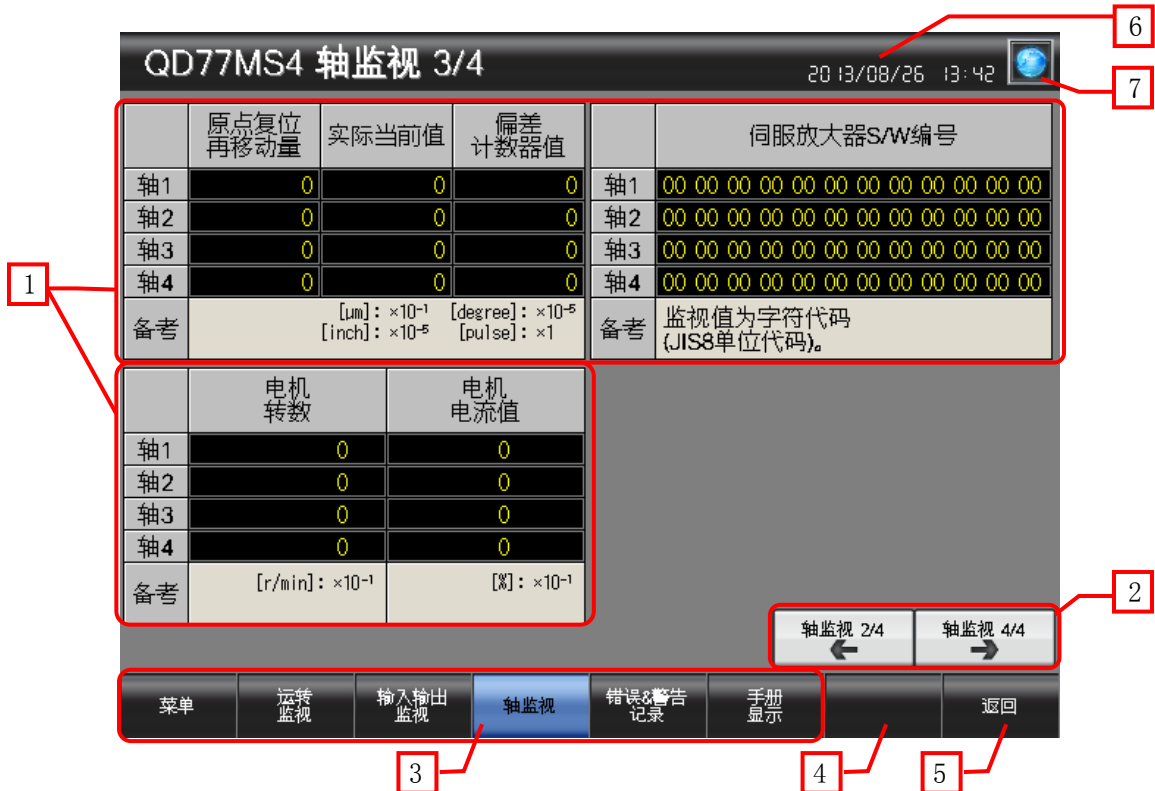 6
QD77MS4 轴监视 3/4
2013/08/26 13:42
7
原点复位
再移动量
实际当前值
偏差
计数器值
伺服放大器S/W编号
轴1 0 0 0 轴1 00 00 00 00 00 00 00 00 00 00 00 00
轴2 0 0 0 轴2 00 00 00 00 00 00 00 00 00 00 00 00
轴3 0 0 0 轴3 00 00 00 00 00 00 00 00 00 00 00 00
轴4 0 0 0 轴4 00 00 00 00 00 00 00 00 00 00 00 00
1
备考
[μm]:×10⁻¹ [degree]:×10⁻⁵
[inch]:×10⁻⁵ [pulse]:×1
备考
监视值为字符代码
(JIS8单位代码)。
电机
转数
电机
电流值
轴1 0 0
轴2 0 0
轴3 0 0
轴4 0 0
备考 [r/min]:×10⁻¹ [%]:×10⁻¹
2
轴监视 2/4
轴监视 4/4
菜单
运转
监视
输入输出
监视
轴监视
错误&警告
记录
手册
显示
返回
3
4
5